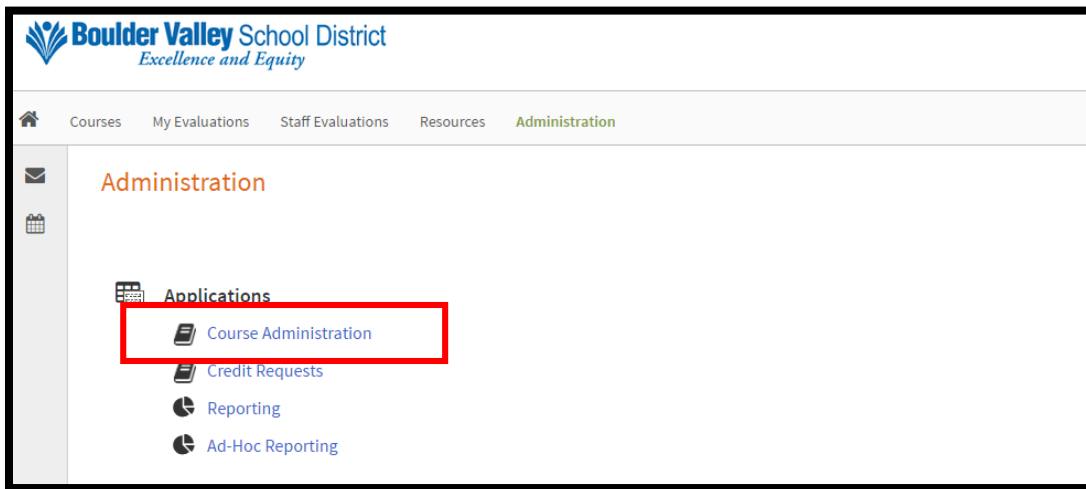 Boulder Valley School District
Excellence and Equity
Courses My Evaluations Staff Evaluations Resources Administration
Administration
Applications
Course Administration
Credit Requests
Reporting
Ad-Hoc Reporting